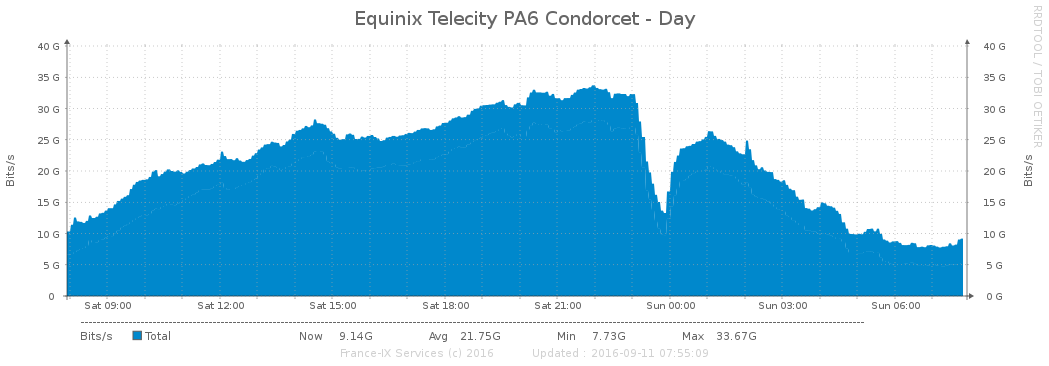 Equinix Telecity PA6 Condorcet - Day
RRDTOOL / TOBI OETIKER
Bits/s
40 G
35 G
30 G
25 G
20 G
15 G
10 G
5 G
0
40 G
35 G
30 G
25 G
20 G
15 G
10 G
5 G
0 G
Bits/s
Sat 09:00 Sat 12:00 Sat 15:00 Sat 18:00 Sat 21:00 Sun 00:00 Sun 03:00 Sun 06:00
Bits/s Total Now 9.14G Avg 21.75G Min 7.73G Max 33.67G
France-IX Services (c) 2016 Updated : 2016-09-11 07:55:09